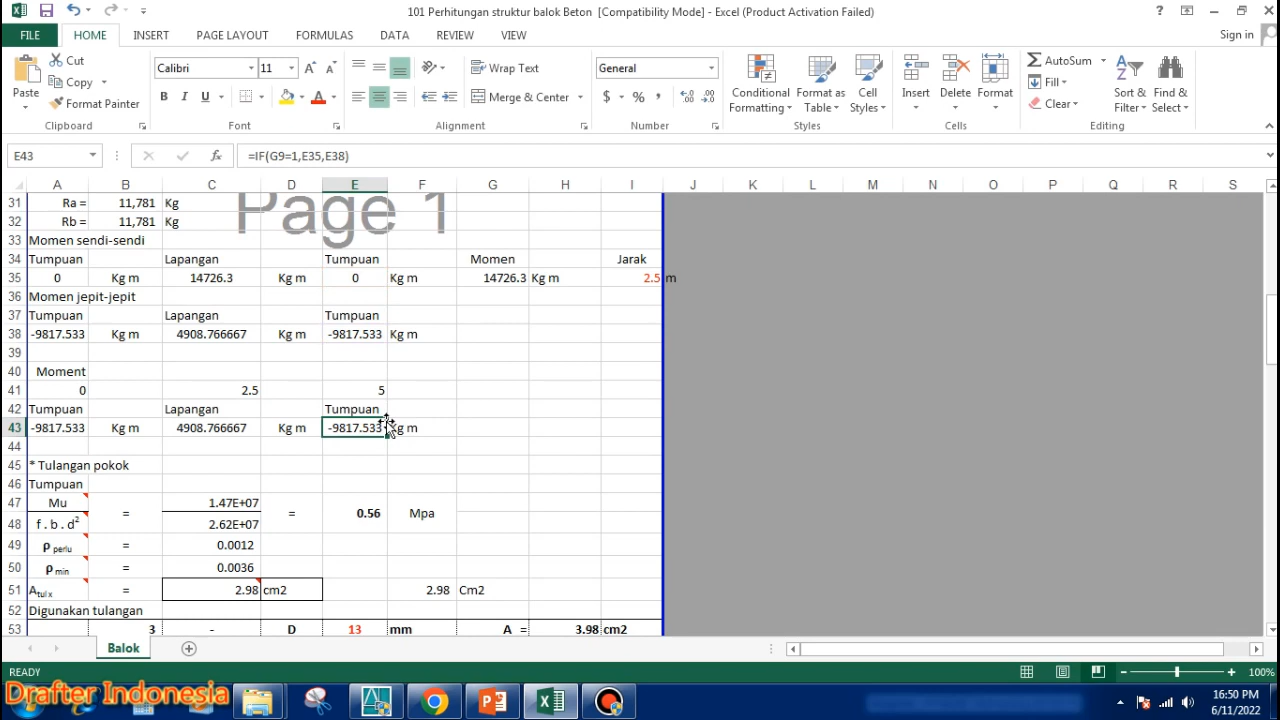 101 Perhitungan struktur balok Beton [Compatibility Mode] - Excel (Product Activation Failed)
FILE HOME INSERT PAGE LAYOUT FORMULAS DATA REVIEW VIEW Sign in
Paste Cut Copy Format Painter
Calibri 11
B I U A
Wrap Text
Merge & Center
General
$ % ,
Conditional Formatting
Format as Table
Cell Styles
Insert Delete Format
AutoSum
Fill
Clear
Sort & Filter
Find & Select
Clipboard Font Alignment Number Styles Cells Editing
E43 fx =IF(G9=1,E35,E38)
A B C D E F G H I J K L M N O P Q R S
Page 1
31 Ra = 11,781 Kg
32 Rb = 11,781 Kg
33 Momen sendi-sendi
34 Tumpuan Lapangan Tumpuan Momen Jarak
35 0 Kg m 14726.3 Kg m 0 Kg m 14726.3 Kg m 2.5 m
36 Momen jepit-jepit
37 Tumpuan Lapangan Tumpuan
38 -9817.533 Kg m 4908.766667 Kg m -9817.533 Kg m
39
40 Moment
41 0 2.5 5
42 Tumpuan Lapangan Tumpuan
43 -9817.533 Kg m 4908.766667 Kg m -9817.533 Kg m
44
45 * Tulangan pokok
46 Tumpuan
47 Mu = 1.47E+07 = 0.56 Mpa
48 f . b . d² 2.62E+07
49 ρ perlu = 0.0012
50 ρ min = 0.0036
51 A tul x = 2.98 cm2 2.98 Cm2
52 Digunakan tulangan
53 3 - D 13 mm A = 3.98 cm2
Balok
READY 100%
Drafter Indonesia
16:50 PM
6/11/2022